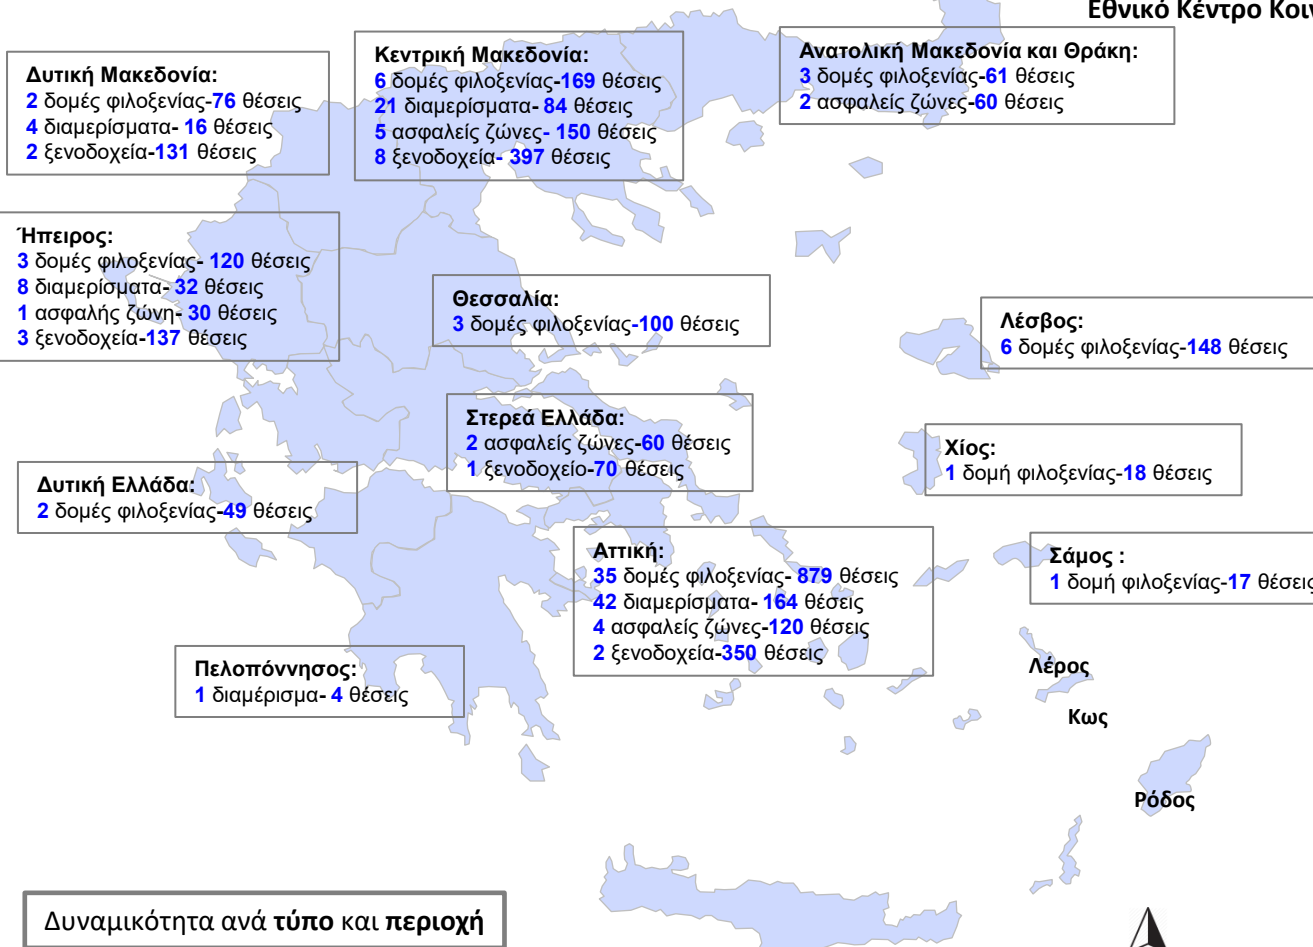 Εθνικό Κέντρο
Δυτική Μακεδονία:
2 δομές φιλοξενίας-76 θέσεις
4 διαμερίσματα- 16 θέσεις
2 ξενοδοχεία-131 θέσεις
Κεντρική Μακεδονία:
6 δομές φιλοξενίας-169 θέσεις
21 διαμερίσματα- 84 θέσεις
5 ασφαλείς ζώνες- 150 θέσεις
8 ξενοδοχεία- 397 θέσεις
Ανατολική Μακεδονία και Θράκη:
3 δομές φιλοξενίας-61 θέσεις
2 ασφαλείς ζώνες-60 θέσεις
Ήπειρος:
3 δομές φιλοξενίας- 120 θέσεις
8 διαμερίσματα- 32 θέσεις
1 ασφαλής ζώνη- 30 θέσεις
3 ξενοδοχεία-137 θέσεις
Θεσσαλία:
3 δομές φιλοξενίας-100 θέσεις
Λέσβος:
6 δομές φιλοξενίας-148 θέσεις
Στερεά Ελλάδα:
2 ασφαλείς ζώνες-60 θέσεις
1 ξενοδοχείο-70 θέσεις
Χίος:
1 δομή φιλοξενίας-18 θέσεις
Δυτική Ελλάδα:
2 δομές φιλοξενίας-49 θέσεις
Αττική:
35 δομές φιλοξενίας- 879 θέσεις
42 διαμερίσματα- 164 θέσεις
4 ασφαλείς ζώνες-120 θέσεις
2 ξενοδοχεία-350 θέσεις
Σάμος :
1 δομή φιλοξενίας-17 θέσεις
Πελοπόννησος:
1 διαμέρισμα- 4 θέσεις
Λέρος
Κως
Ρόδος
Δυναμικότητα ανά τύπο και περιοχή